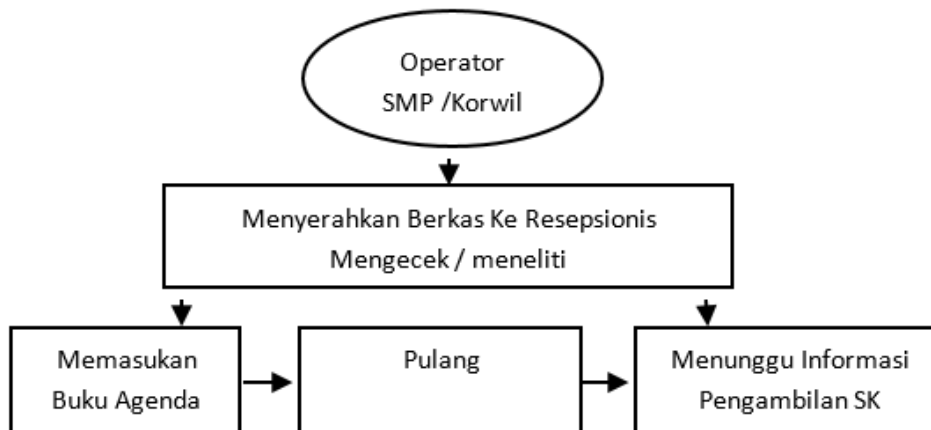 Operator
SMP /Korwil
Menyerahkan Berkas Ke Resepsionis
Mengecek / meneliti
Memasukan
Buku Agenda
Pulang
Menunggu Informasi
Pengambilan SK